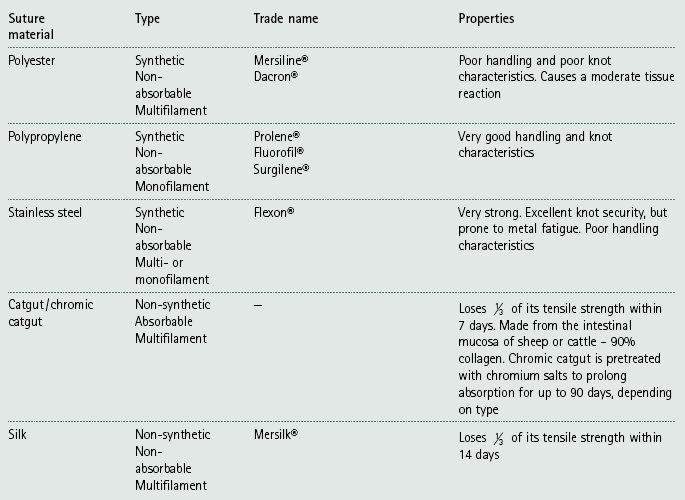 Suture material Type Trade name Properties
Polyester Synthetic Mersiline® Poor handling and poor knot
Non- Dacron® characteristics. Causes a moderate tissue
absorbable reaction
Multifilament
Polypropylene Synthetic Prolene® Very good handling and knot
Non- Fluorofil® characteristics
absorbable Surgilene®
Monofilament
Stainless steel Synthetic Flexon® Very strong. Excellent knot security, but
Non- prone to metal fatigue. Poor handling
absorbable characteristics
Multi- or
monofilament
Catgut/chromic Non-synthetic – Loses ⅓ of its tensile strength within
catgut Absorbable 7 days. Made from the intestinal
Multifilament mucosa of sheep or cattle – 90%
collagen. Chromic catgut is pretreated
with chromium salts to prolong
absorption for up to 90 days, depending
on type
Silk Non-synthetic Mersilk® Loses ⅓ of its tensile strength within
Non- 14 days
absorbable
Multifilament